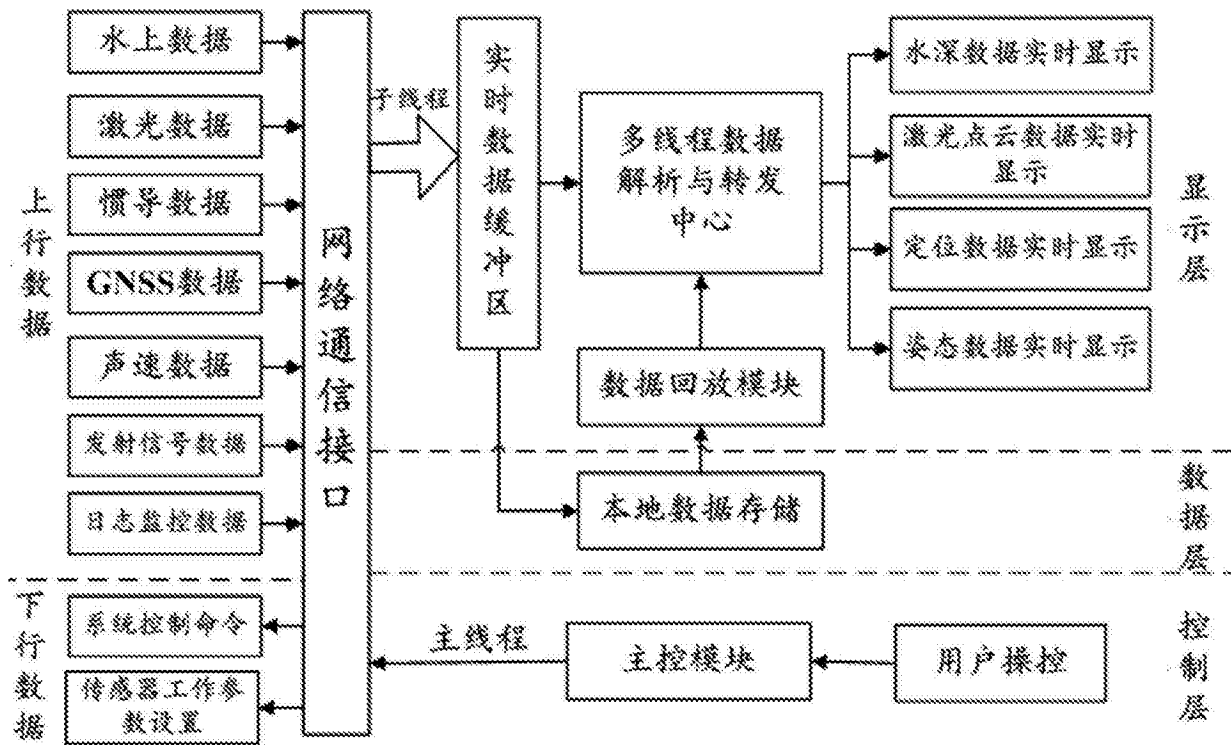 上行数据
水上数据
激光数据
惯导数据
GNSS数据
声速数据
发射信号数据
日志监控数据
下行数据
系统控制命令
传感器工作参
数设置
网络通信接口
子线程
实时数据缓冲区
多线程数据
解析与转发
中心
数据回放模块
本地数据存储
水深数据实时显示
激光点云数据实时
显示
定位数据实时显示
姿态数据实时显示
显示层
数据层
主线程
主控模块
用户操控
控制层